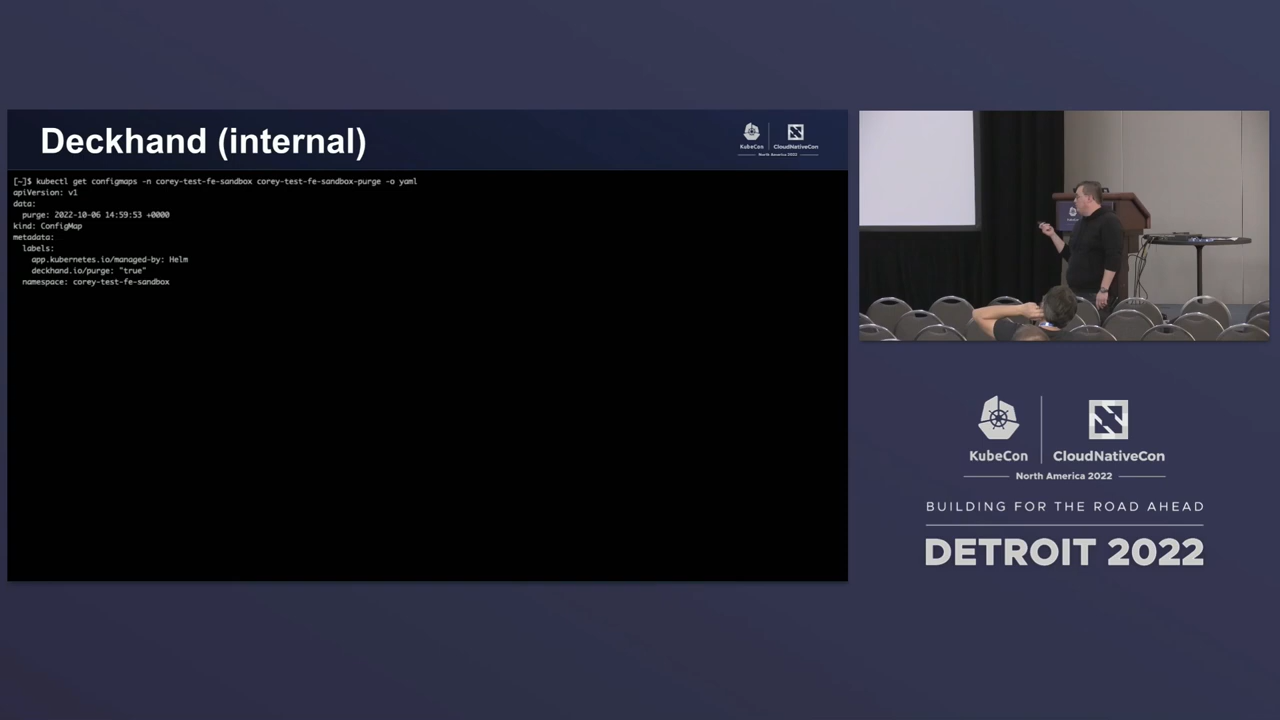 Deckhand (internal)
KubeCon CloudNativeCon
North America 2022
[~]$ kubectl get configmaps -n corey-test-fe-sandbox corey-test-fe-sandbox-purge -o yaml
apiVersion: v1
data:
  purge: 2022-10-06 14:59:53 +0000
kind: ConfigMap
metadata:
  labels:
    app.kubernetes.io/managed-by: Helm
    deckhand.io/purge: "true"
  namespace: corey-test-fe-sandbox
KubeCon CloudNativeCon
North America 2022
BUILDING FOR THE ROAD AHEAD
DETROIT 2022